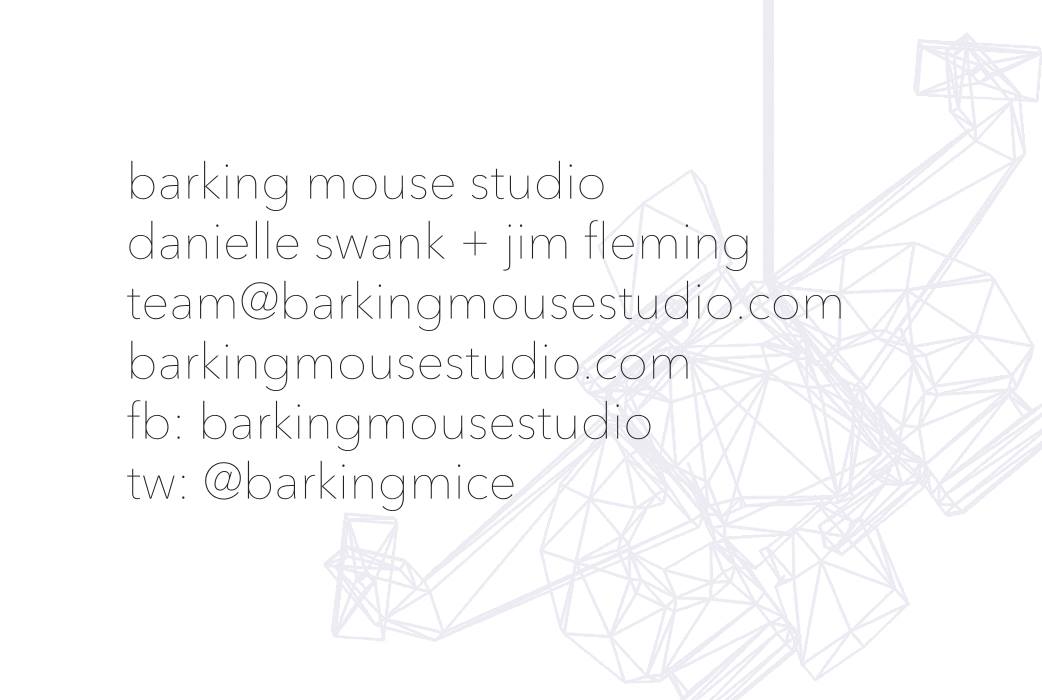 barking mouse studio
danielle swank + jim fleming
team@barkingmousestudio.com
barkingmousestudio.com
fb: barkingmousestudio
tw: @barkingmice